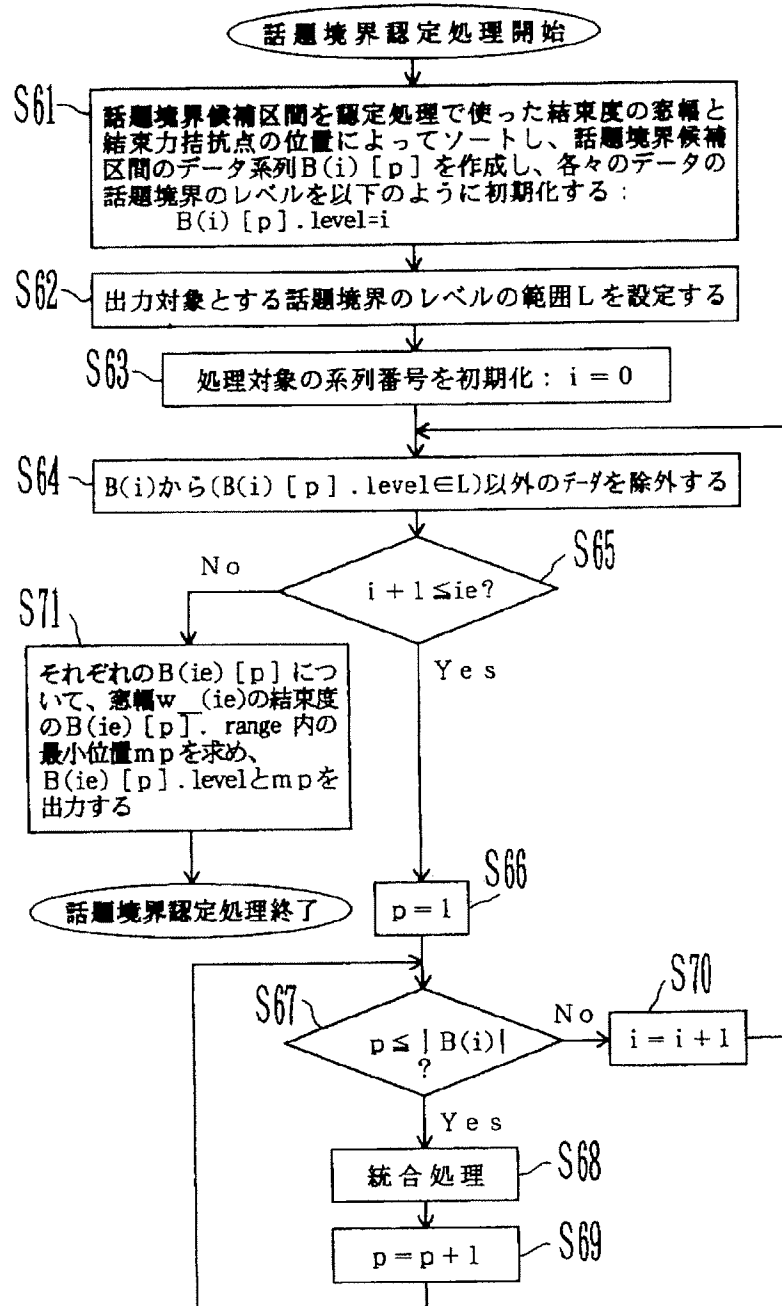 話題境界認定処理開始
S61
話題境界候補区間を認定処理で使った結束度の窓幅と
結束力拮抗点の位置によってソートし、話題境界候補
区間のデータ系列B(i)[p]を作成し、各々のデータの
話題境界のレベルを以下のように初期化する:
B(i)[p].level=i
S62
出力対象とする話題境界のレベルの範囲Lを設定する
S63
処理対象の系列番号を初期化: i=0
S64
B(i)から(B(i)[p].level∈L)以外のデータを除外する
S65
i+1≦ie?
No
Yes
S71
それぞれのB(ie)[p]につ
いて、窓幅w_(ie)の結束度
のB(ie)[p].range内の
最小位置mpを求め、
B(ie)[p].levelとmpを
出力する
話題境界認定処理終了
S66
p=1
S67
p≦|B(i)|
?
No
Yes
S70
i=i+1
S68
統合処理
S69
p=p+1